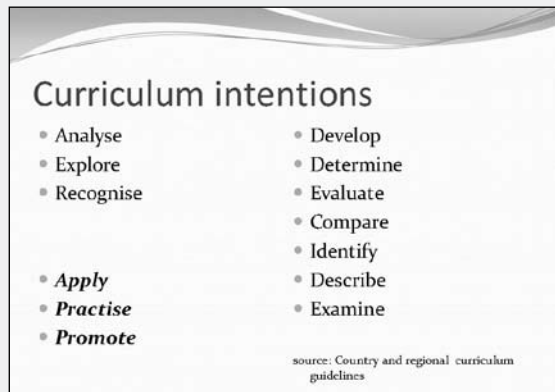 Curriculum intentions
• Analyse
• Explore
• Recognise
• Apply
• Practise
• Promote
• Develop
• Determine
• Evaluate
• Compare
• Identify
• Describe
• Examine
source: Country and regional curriculum
guidelines